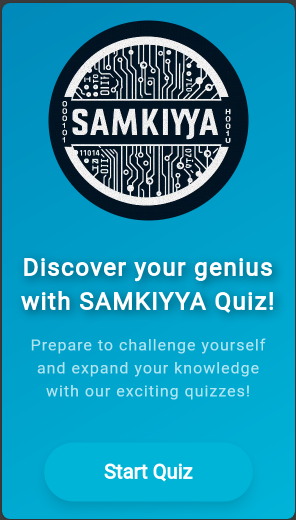 SAMKIYYA
Discover your genius
with SAMKIYYA Quiz!
Prepare to challenge yourself
and expand your knowledge
with our exciting quizzes!
Start Quiz